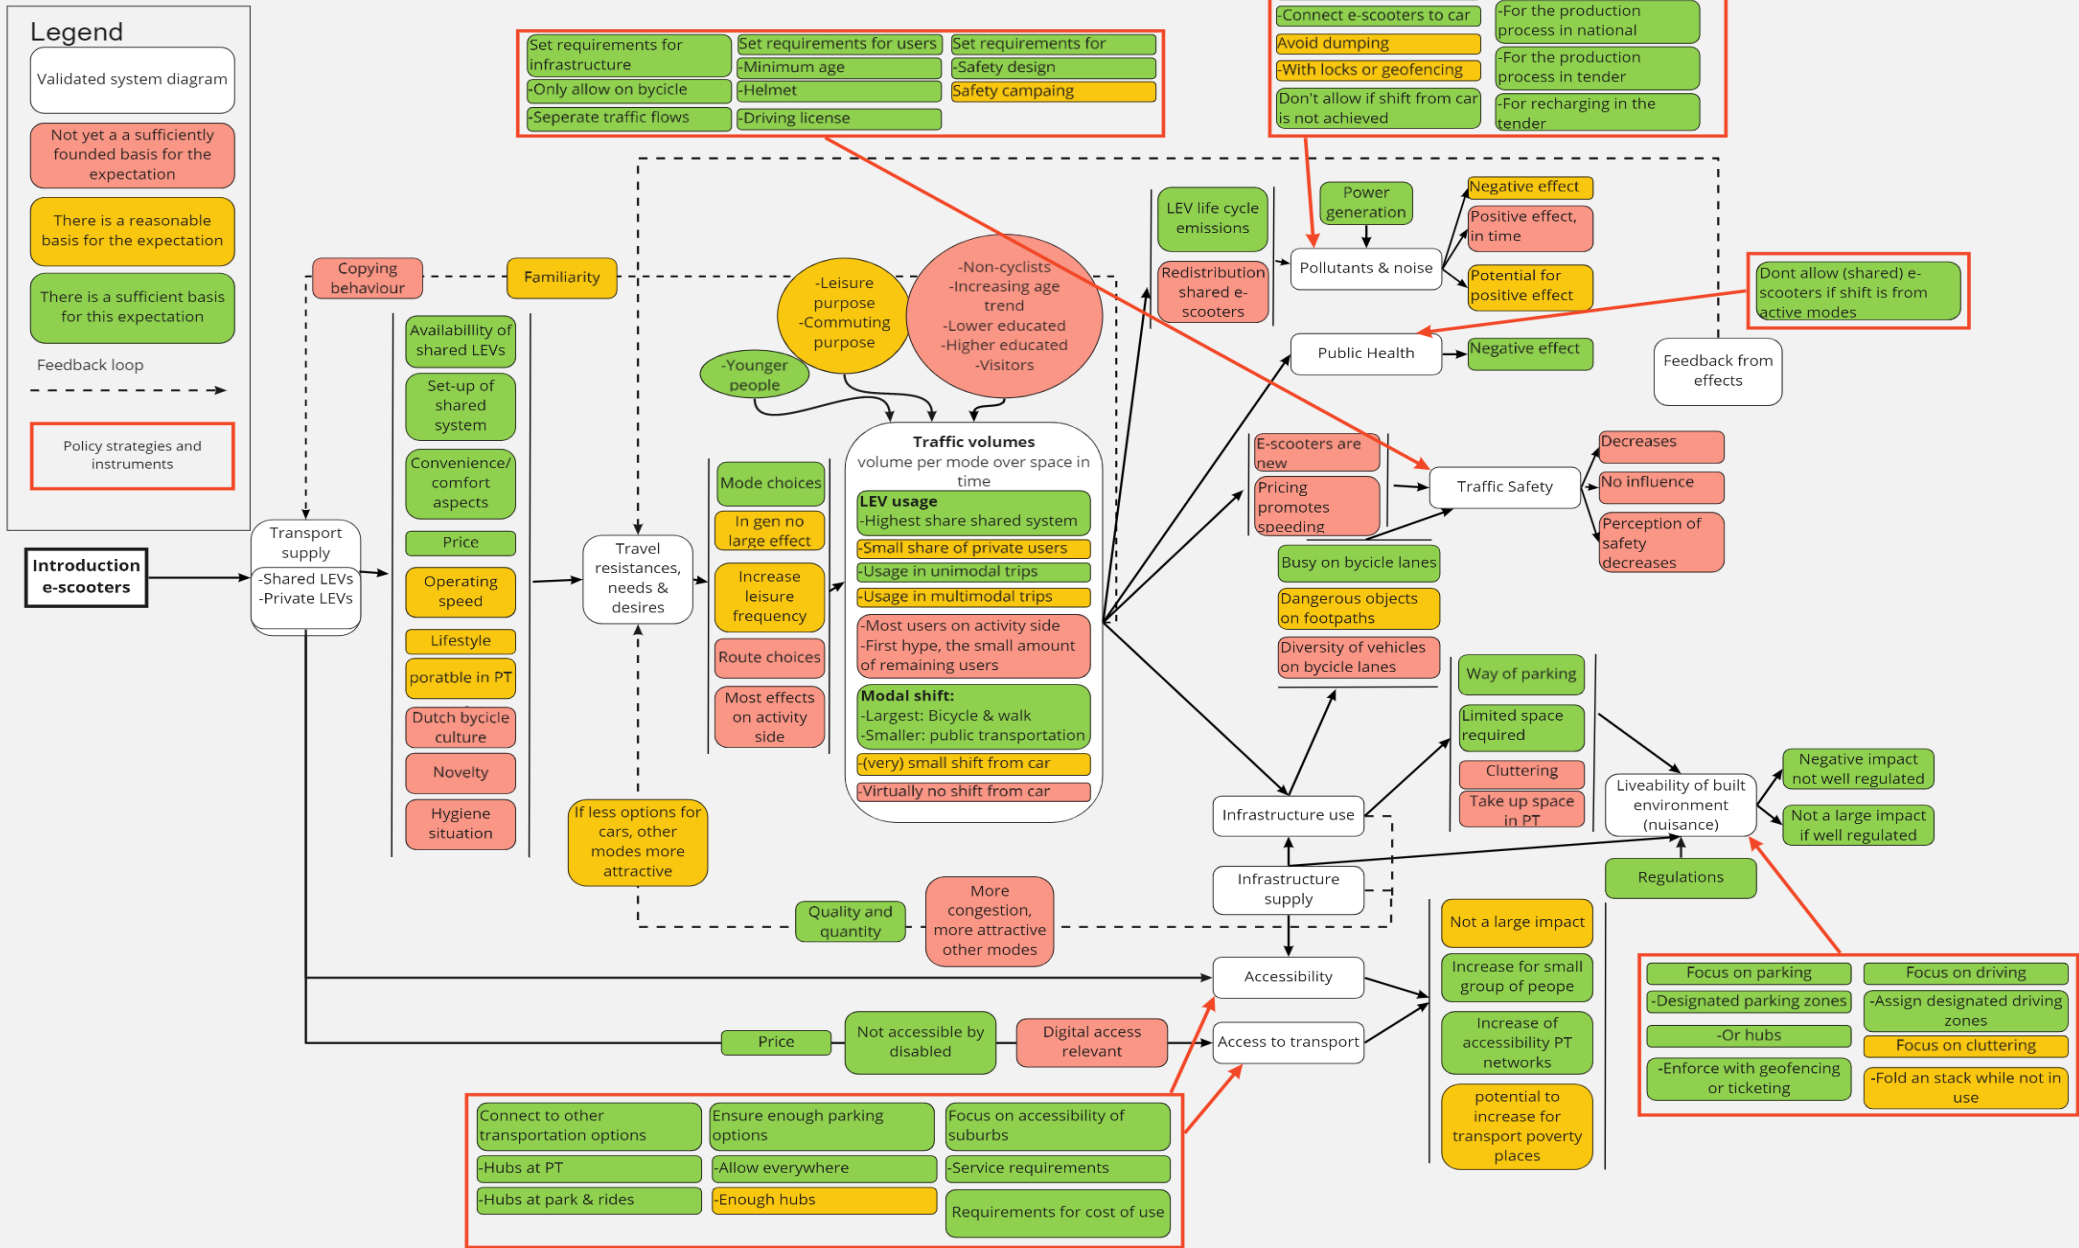 Legend
Validated system diagram
Not yet a a sufficiently
founded basis for the
expectation
There is a reasonable
basis for the expectation
There is a sufficient basis
for this expectation
Feedback loop
Policy strategies and
instruments
Set requirements for
infrastructure
-Only allow on bycicle
-Seperate traffic flows
Set requirements for users
-Minimum age
-Helmet
-Driving license
Set requirements for
-Safety design
Safety campaing
-Connect e-scooters to car
Avoid dumping
-With locks or geofencing
Don't allow if shift from car
is not achieved
-For the production
process in national
-For the production
process in tender
-For recharging in the
tender
Introduction
e-scooters
Transport
supply
-Shared LEVs
-Private LEVs
Copying
behaviour
Familiarity
Availabillity of
shared LEVs
Set-up of
shared
system
Convenience/
comfort
aspects
Price
Operating
speed
Lifestyle
poratble in PT
Dutch bycicle
culture
Novelty
Hygiene
situation
Travel
resistances,
needs &
desires
If less options for
cars, other
modes more
attractive
Mode choices
In gen no
large effect
Increase
leisure
frequency
Route choices
Most effects
on activity
side
-Younger
people
-Leisure
purpose
-Commuting
purpose
-Non-cyclists
-Increasing age
trend
-Lower educated
-Higher educated
-Visitors
Traffic volumes
volume per mode over space in
time
LEV usage
-Highest share shared system
-Small share of private users
-Usage in unimodal trips
-Usage in multimodal trips
-Most users on activity side
-First hype, the small amount
of remaining users
Modal shift:
-Largest: Bicycle & walk
-Smaller: public transportation
-(very) small shift from car
-Virtually no shift from car
LEV life cycle
emissions
Redistribution
shared e-
scooters
Power
generation
Pollutants & noise
Negative effect
Positive effect,
in time
Potential for
positive effect
Dont allow (shared) e-
scooters if shift is from
active modes
Public Health
Negative effect
Feedback from
effects
E-scooters are
new
Pricing
promotes
speeding
Traffic Safety
Decreases
No influence
Perception of
safety
decreases
Busy on bycicle lanes
Dangerous objects
on footpaths
Diversity of vehicles
on bycicle lanes
Way of parking
Limited space
required
Cluttering
Take up space
in PT
Infrastructure use
Infrastructure
supply
Liveability of built
environment
(nuisance)
Negative impact
not well regulated
Not a large impact
if well regulated
Regulations
Quality and
quantity
More
congestion,
more attractive
other modes
Accessibility
Price
Not accessible by
disabled
Digital access
relevant
Access to transport
Not a large impact
Increase for small
group of peope
Increase of
accessibility PT
networks
potential to
increase for
transport poverty
places
Focus on parking
-Designated parking zones
-Or hubs
-Enforce with geofencing
or ticketing
Focus on driving
-Assign designated driving
zones
Focus on cluttering
-Fold an stack while not in
use
Connect to other
transportation options
-Hubs at PT
-Hubs at park & rides
Ensure enough parking
options
-Allow everywhere
-Enough hubs
Focus on accessibility of
suburbs
-Service requirements
Requirements for cost of use